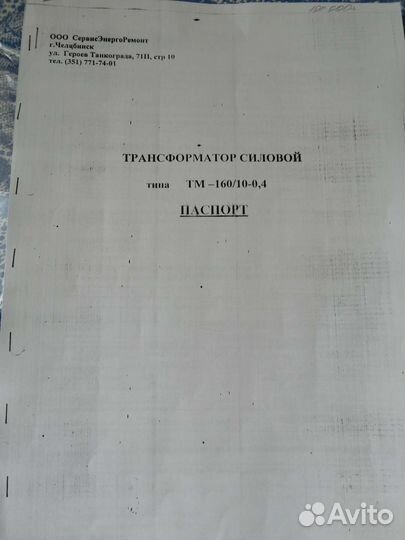 ООО СервисЭнергоРемонт
г.Челябинск
ул. Героев Танкограда, 71П, стр 10
тел. (351) 771-74-01
ТРАНСФОРМАТОР СИЛОВОЙ
типа ТМ –160/10-0,4
ПАСПОРТ
Avito